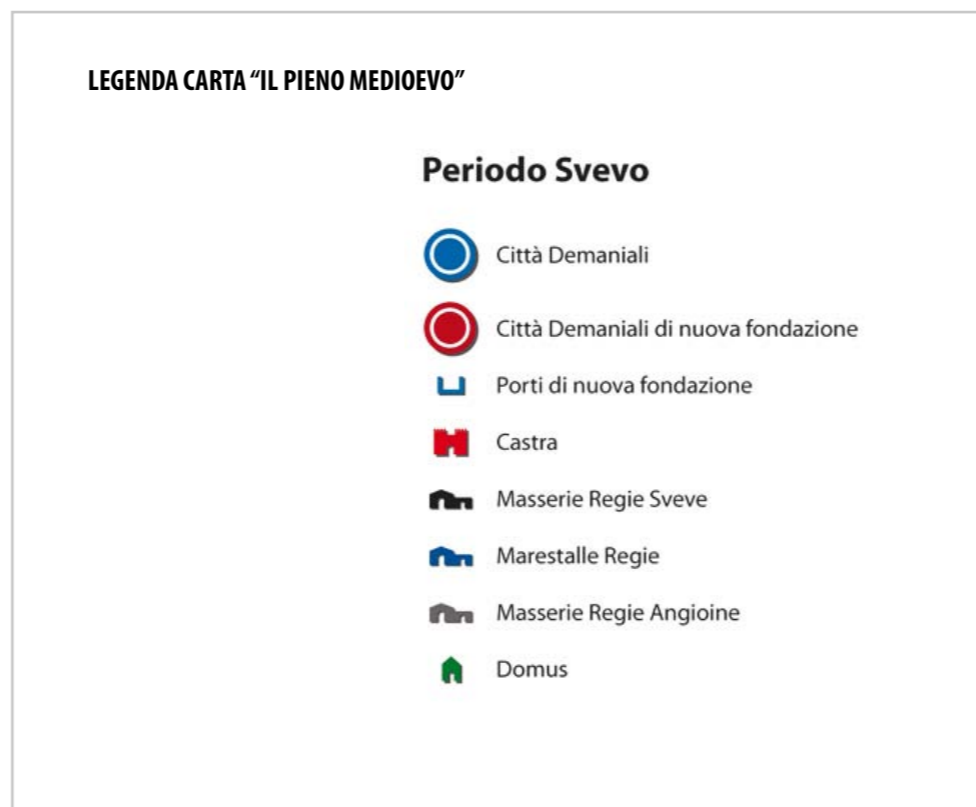 LEGENDA CARTA “IL PIENO MEDIOEVO”
Periodo Svevo
Città Demaniali
Città Demaniali di nuova fondazione
Porti di nuova fondazione
Castra
Masserie Regie Sveve
Marestalle Regie
Masserie Regie Angioine
Domus